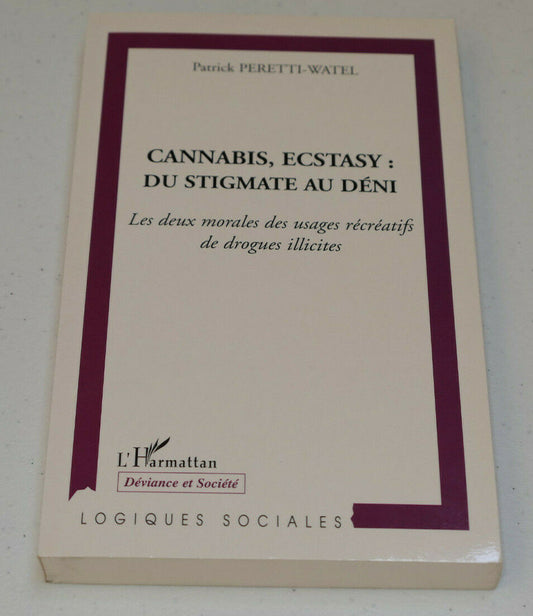 Patrick PERETTI-WATEL
CANNABIS, ECSTASY :
DU STIGMATE AU DÉNI
Les deux morales des usages récréatifs
de drogues illicites
L'Harmattan
Déviance et Société
LOGIQUES SOCIALES